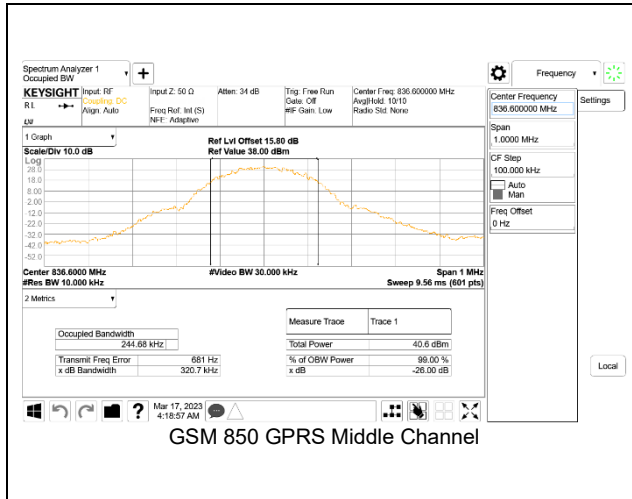 Spectrum Analyzer 1
Occupied BW
Frequency
KEYSIGHT Input: RF Input Z: 50 Ω Atten: 34 dB Trig: Free Run Center Freq: 836.600000 MHz
RL Coupling: DC Gate: Off Avg|Hold: 10/10
Align: Auto Freq Ref: Int (S) #IF Gain: Low Radio Std: None
NFE: Adaptive
Center Frequency
836.600000 MHz
Settings
Span
1.0000 MHz
CF Step
100.000 kHz
Auto
Man
Freq Offset
0 Hz
Local
1 Graph
Ref Lvl Offset 15.80 dB
Scale/Div 10.0 dB Ref Value 38.00 dBm
Log
28.0
18.0
8.00
-2.00
-12.0
-22.0
-32.0
-42.0
-52.0
Center 836.6000 MHz #Video BW 30.000 kHz Span 1 MHz
#Res BW 10.000 kHz Sweep 9.56 ms (601 pts)
2 Metrics
Measure Trace Trace 1
Occupied Bandwidth
244.68 kHz Total Power 40.6 dBm
Transmit Freq Error 681 Hz % of OBW Power 99.00 %
x dB Bandwidth 320.7 kHz x dB -26.00 dB
? Mar 17, 2023
4:18:57 AM
GSM 850 GPRS Middle Channel